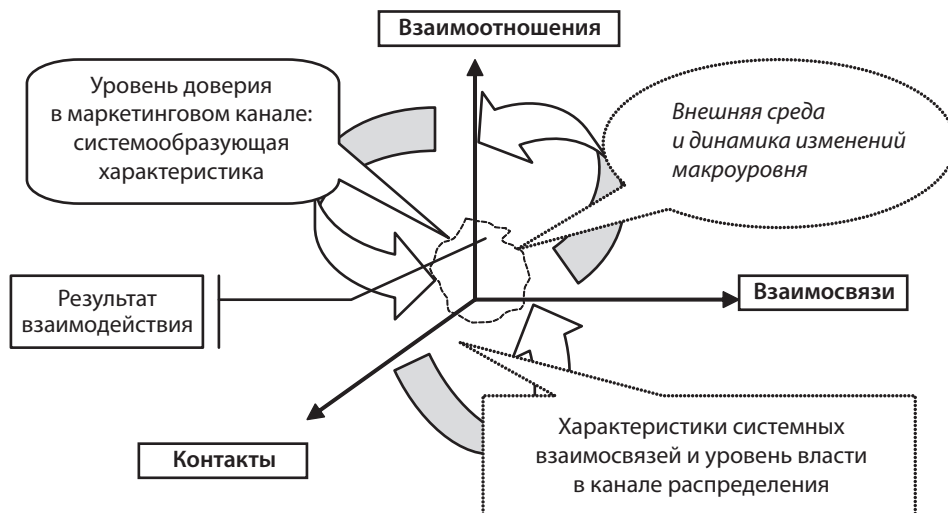 Взаимоотношения
Уровень доверия
в маркетинговом канале:
системообразующая
характеристика
Внешняя среда
и динамика изменений
макроуровня
Результат
взаимодействия
Взаимосвязи
Контакты
Характеристики системных
взаимосвязей и уровень власти
в канале распределения